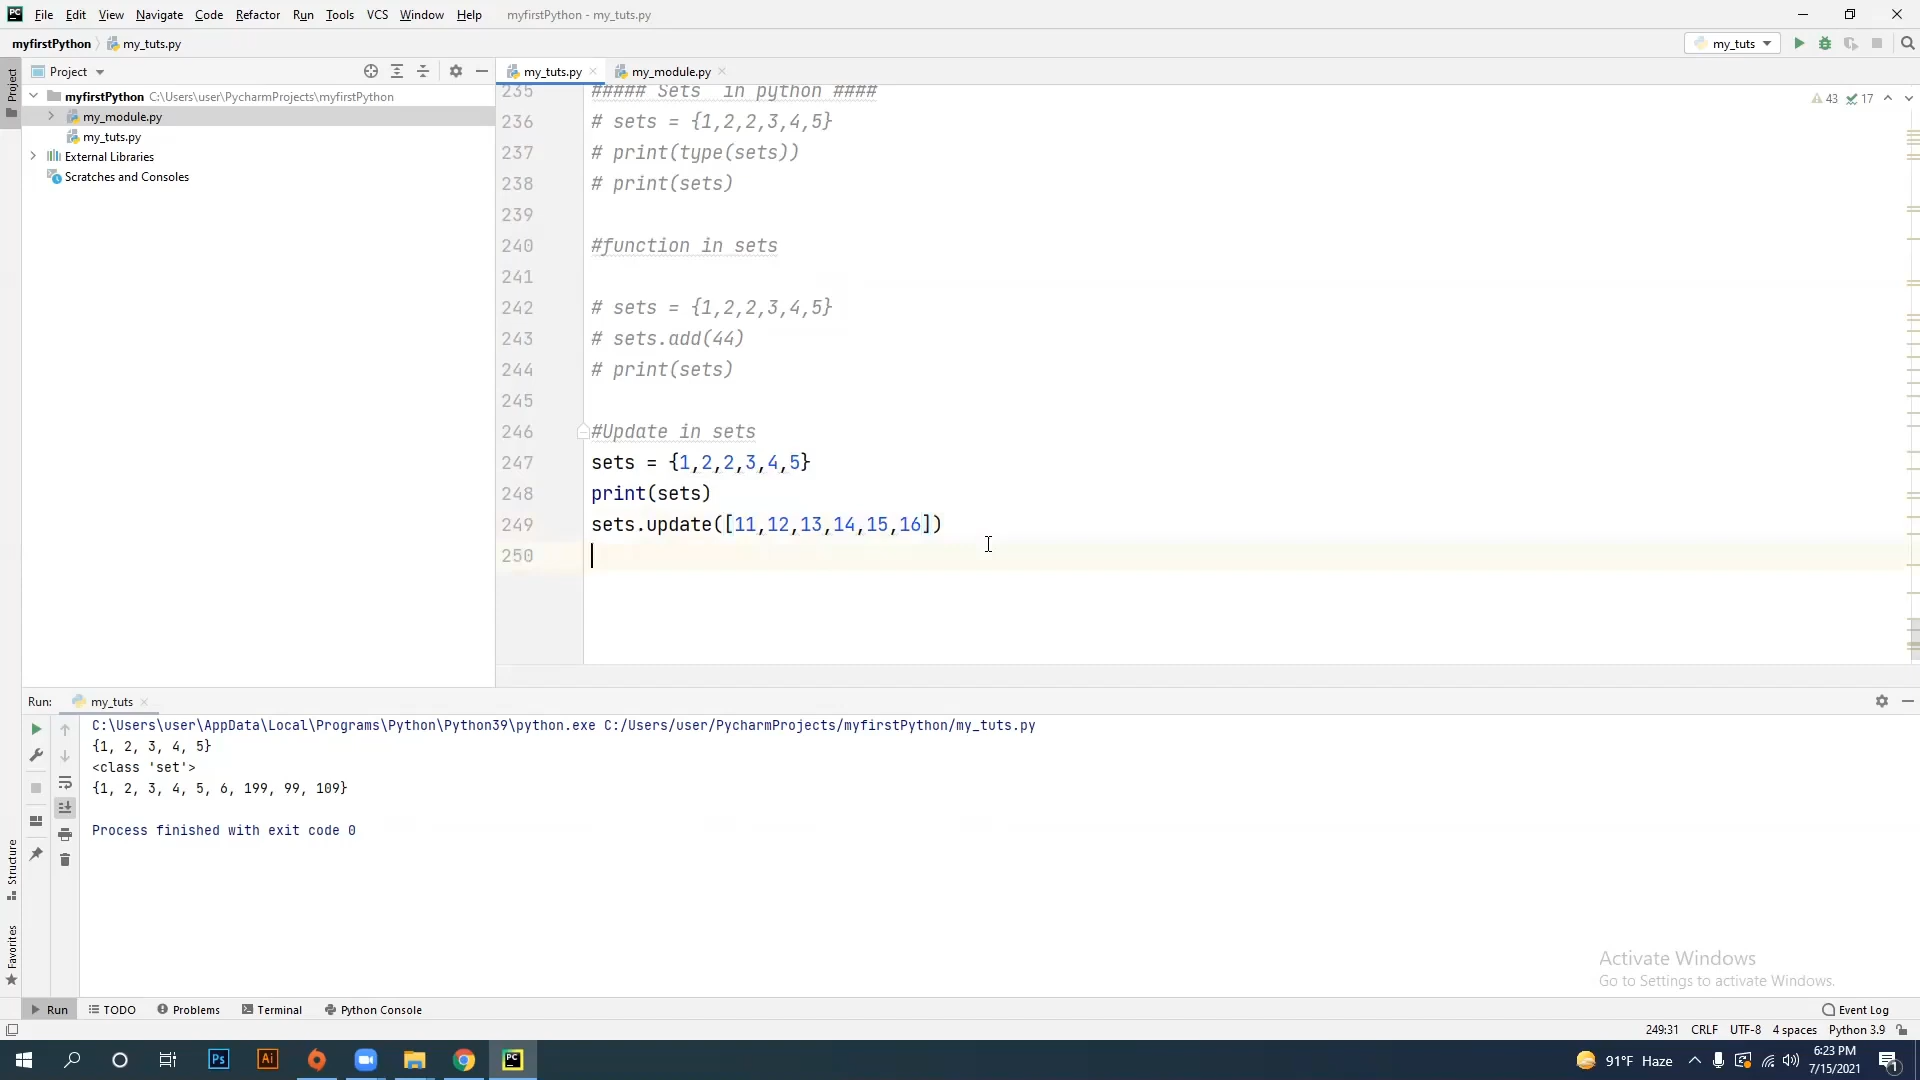 PC File Edit View Navigate Code Refactor Run Tools VCS Window Help myfirstPython - my_tuts.py
myfirstPython my_tuts.py my_tuts
Project my_tuts.py my_module.py
Project
myfirstPython C:\Users\user\PycharmProjects\myfirstPython
my_module.py
my_tuts.py
External Libraries
Scratches and Consoles
43 17
235 ##### Sets in python ####
236 # sets = {1,2,2,3,4,5}
237 # print(type(sets))
238 # print(sets)
239
240 #function in sets
241
242 # sets = {1,2,2,3,4,5}
243 # sets.add(44)
244 # print(sets)
245
246 #Update in sets
247 sets = {1,2,2,3,4,5}
248 print(sets)
249 sets.update([11,12,13,14,15,16])
250
Run: my_tuts
C:\Users\user\AppData\Local\Programs\Python\Python39\python.exe C:/Users/user/PycharmProjects/myfirstPython/my_tuts.py
{1, 2, 3, 4, 5}
<class 'set'>
{1, 2, 3, 4, 5, 6, 199, 99, 109}
Process finished with exit code 0
Structure
Favorites
Activate Windows
Go to Settings to activate Windows.
Run TODO Problems Terminal Python Console Event Log
249:31 CRLF UTF-8 4 spaces Python 3.9
Ps Ai PC 91°F Haze 6:23 PM
7/15/2021 1